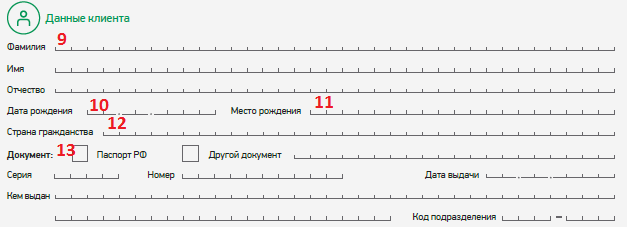 Данные клиента
Фамилия 9
Имя
Отчество
Дата рождения 10 Место рождения 11
Страна гражданства 12
Документ: 13 Паспорт РФ Другой документ
Серия Номер Дата выдачи
Кем выдан
Код подразделения –